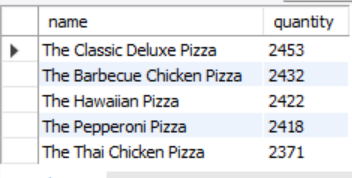 name quantity
The Classic Deluxe Pizza 2453
The Barbecue Chicken Pizza 2432
The Hawaiian Pizza 2422
The Pepperoni Pizza 2418
The Thai Chicken Pizza 2371